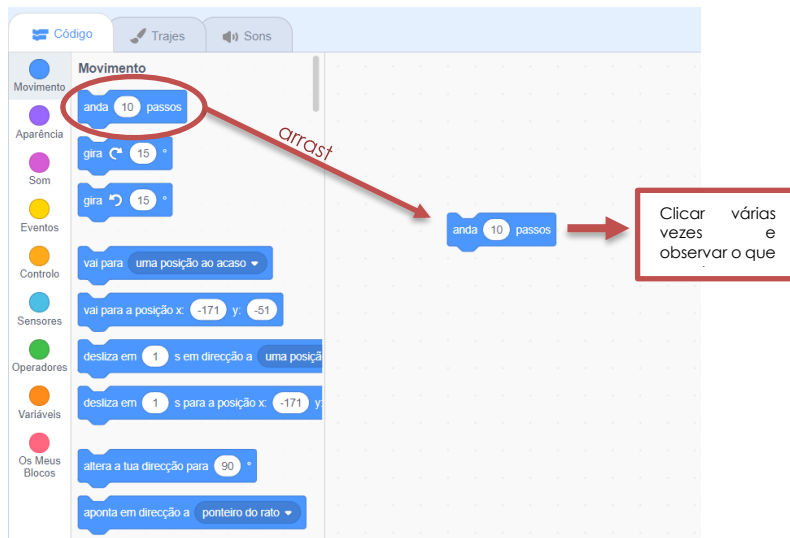 Código
Trajes
Sons
Movimento
Aparência
Som
Eventos
Controlo
Sensores
Operadores
Variáveis
Os Meus
Blocos
Movimento
anda 10 passos
gira 15 °
gira 15 °
vai para uma posição ao acaso
vai para a posição x: -171 y: -51
desliza em 1 s em direcção a uma
desliza em 1 s para a posição x: -171 y
altera a tua direcção para 90 °
aponta em direcção a ponteiro do rato
arrast
anda 10 passos
Clicar várias
vezes e
observar o que